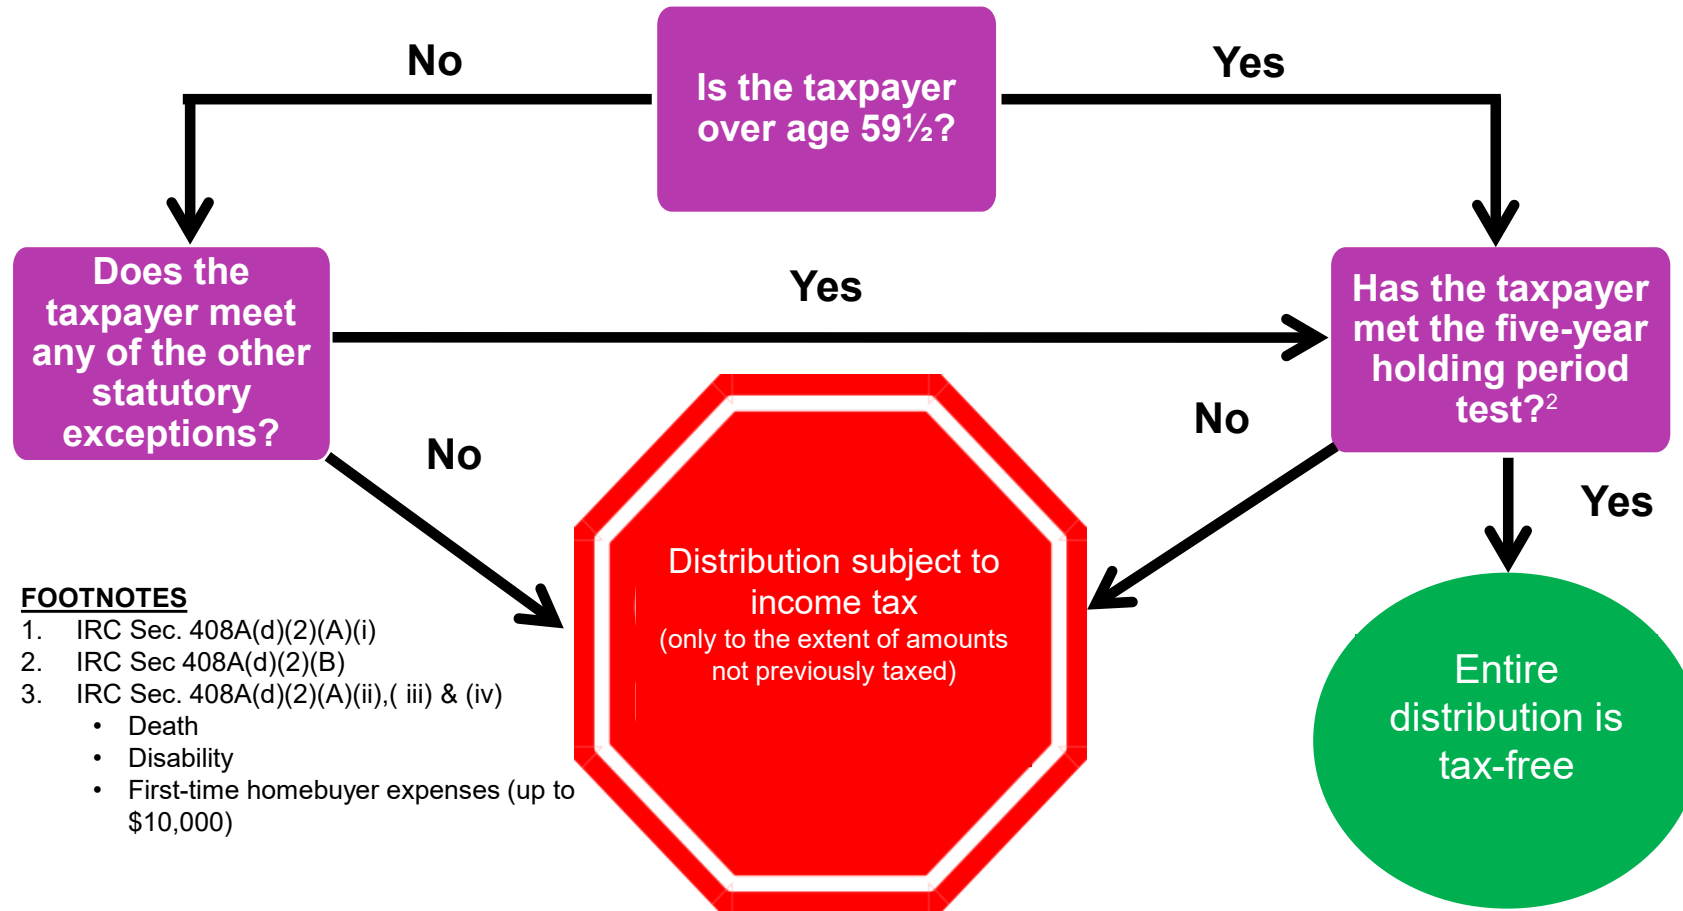 No
Is the taxpayer
over age 59½?
Yes
Does the
taxpayer meet
any of the other
statutory
exceptions?
Yes
Has the taxpayer
met the five-year
holding period
test?2
No
No
Yes
Distribution subject to
income tax
(only to the extent of amounts
not previously taxed)
Entire
distribution is
tax-free
FOOTNOTES
1. IRC Sec. 408A(d)(2)(A)(i)
2. IRC Sec 408A(d)(2)(B)
3. IRC Sec. 408A(d)(2)(A)(ii),( iii) & (iv)
• Death
• Disability
• First-time homebuyer expenses (up to
$10,000)